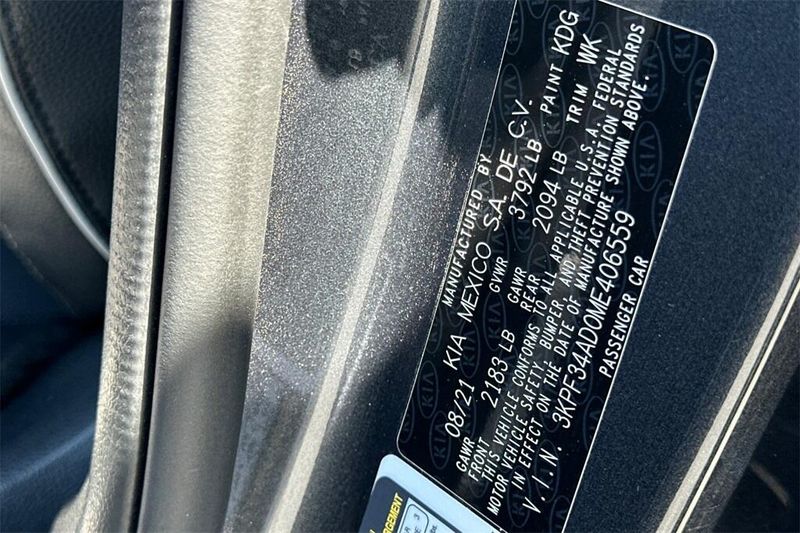 MANUFACTURED BY
08/21 KIA MEXICO S.A. DE C.V.
GVWR 3792 LB PAINT KDG
GAWR FRONT 2183 LB GAWR REAR 2094 LB TRIM WK
THIS VEHICLE CONFORMS TO ALL APPLICABLE U.S.A. FEDERAL
MOTOR VEHICLE SAFETY, BUMPER, AND THEFT PREVENTION STANDARDS
IN EFFECT ON THE DATE OF MANUFACTURE SHOWN ABOVE.
V.I.N. 3KPF34AD0ME406559
PASSENGER CAR